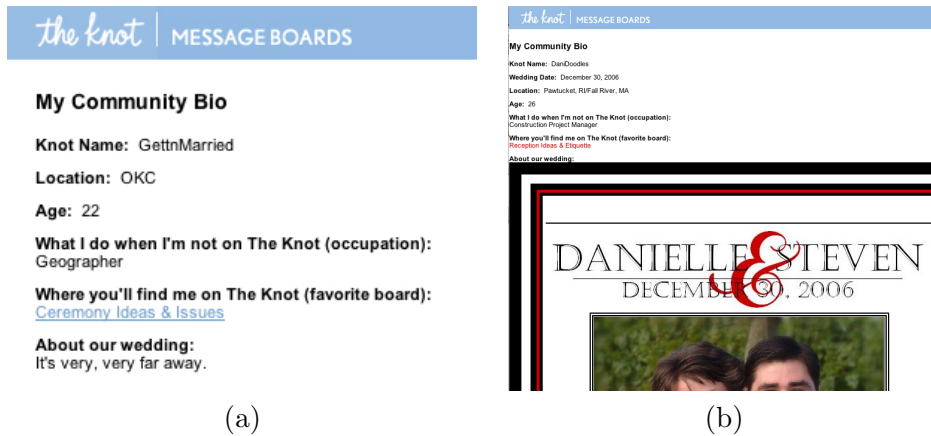 the knot | MESSAGE BOARDS
My Community Bio
Knot Name: GettnMarried
Location: OKC
Age: 22
What I do when I'm not on The Knot (occupation):
Geographer
Where you'll find me on The Knot (favorite board):
Ceremony Ideas & Issues
About our wedding:
It's very, very far away.
(a)
the knot | MESSAGE BOARDS
My Community Bio
Knot Name: DaniDoodles
Wedding Date: December 30, 2006
Location: Pawtucket, RI/Fall River, MA
Age: 26
What I do when I'm not on The Knot (occupation):
Construction Project Manager
Where you'll find me on The Knot (favorite board):
Reception Ideas & Etiquette
About our wedding:
DANIELLE & STEVEN
DECEMBER 30, 2006
(b)